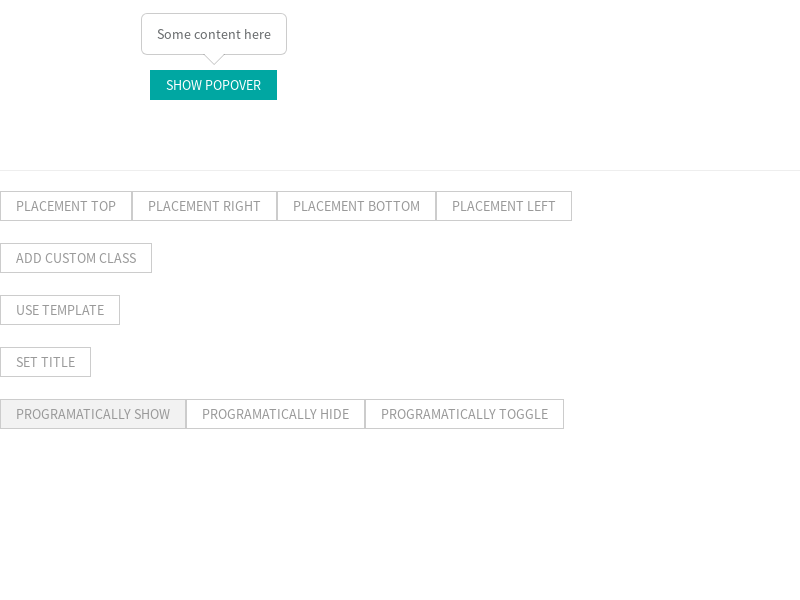 Some content here
SHOW POPOVER
PLACEMENT TOP PLACEMENT RIGHT PLACEMENT BOTTOM PLACEMENT LEFT
ADD CUSTOM CLASS
USE TEMPLATE
SET TITLE
PROGRAMATICALLY SHOW PROGRAMATICALLY HIDE PROGRAMATICALLY TOGGLE